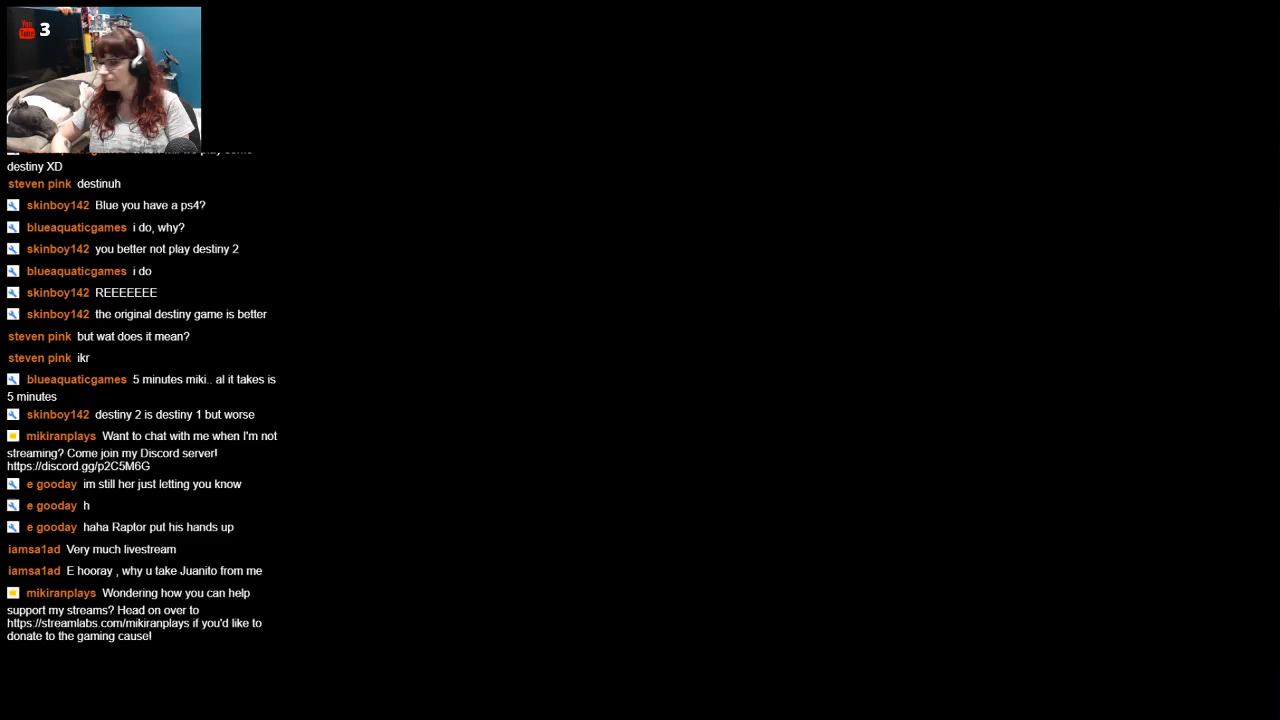 You Tube 3
destiny XD
steven pink destinuh
skinboy142 Blue you have a ps4?
blueaquaticgames i do, why?
skinboy142 you better not play destiny 2
blueaquaticgames i do
skinboy142 REEEEEEE
skinboy142 the original destiny game is better
steven pink but wat does it mean?
steven pink ikr
blueaquaticgames 5 minutes miki.. al it takes is
5 minutes
skinboy142 destiny 2 is destiny 1 but worse
mikiranplays Want to chat with me when I'm not
streaming? Come join my Discord server!
https://discord.gg/p2C5M6G
e gooday im still her just letting you know
e gooday h
e gooday haha Raptor put his hands up
iamsa1ad Very much livestream
iamsa1ad E hooray , why u take Juanito from me
mikiranplays Wondering how you can help
support my streams? Head on over to
https://streamlabs.com/mikiranplays if you'd like to
donate to the gaming cause!